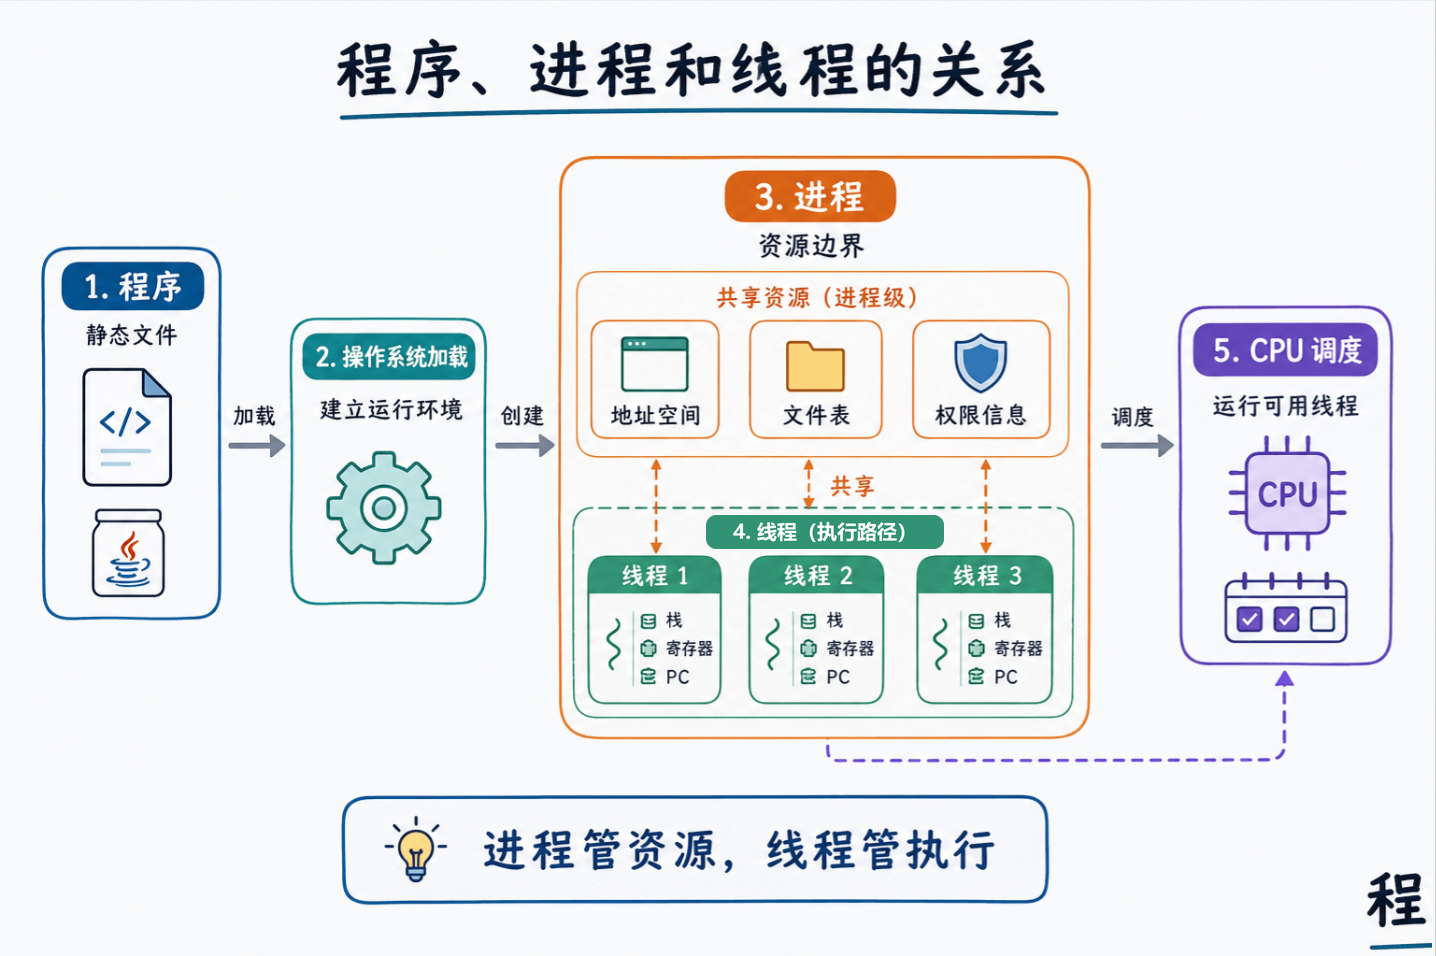 程序、进程和线程的关系
1. 程序
静态文件
</>
加载
2. 操作系统加载
建立运行环境
创建
3. 进程
资源边界
共享资源（进程级）
地址空间
文件表
权限信息
共享
4. 线程（执行路径）
线程 1
栈
寄存器
PC
线程 2
栈
寄存器
PC
线程 3
栈
寄存器
PC
调度
5. CPU 调度
运行可用线程
CPU
进程管资源，线程管执行
程